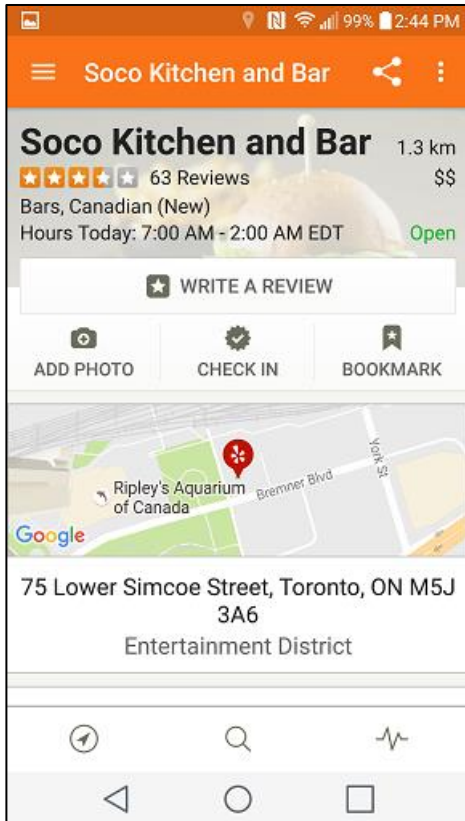 99% 2:44 PM
Soco Kitchen and Bar
Soco Kitchen and Bar 1.3 km
63 Reviews $$
Bars, Canadian (New)
Hours Today: 7:00 AM - 2:00 AM EDT Open
WRITE A REVIEW
ADD PHOTO CHECK IN BOOKMARK
York St
Ripley's Aquarium
of Canada
Bremner Blvd
Google
75 Lower Simcoe Street, Toronto, ON M5J
3A6
Entertainment District